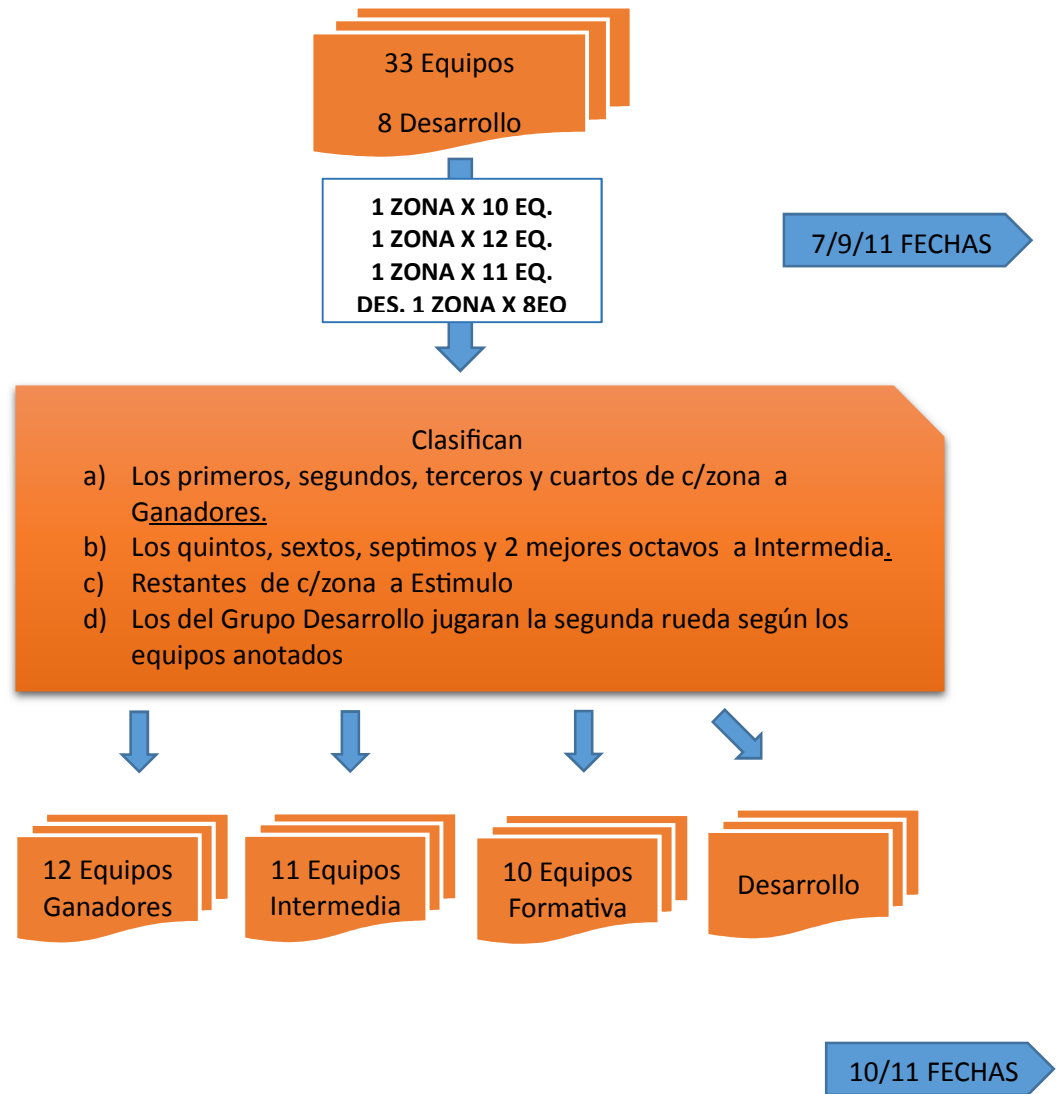 33 Equipos
8 Desarrollo
1 ZONA X 10 EQ.
1 ZONA X 12 EQ.
1 ZONA X 11 EQ.
DES. 1 ZONA X 8EQ
7/9/11 FECHAS
Clasifican
a) Los primeros, segundos, terceros y cuartos de c/zona a
Ganadores.
b) Los quintos, sextos, septimos y 2 mejores octavos a Intermedia.
c) Restantes de c/zona a Estimulo
d) Los del Grupo Desarrollo jugaran la segunda rueda según los
equipos anotados
12 Equipos
Ganadores
11 Equipos
Intermedia
10 Equipos
Formativa
Desarrollo
10/11 FECHAS